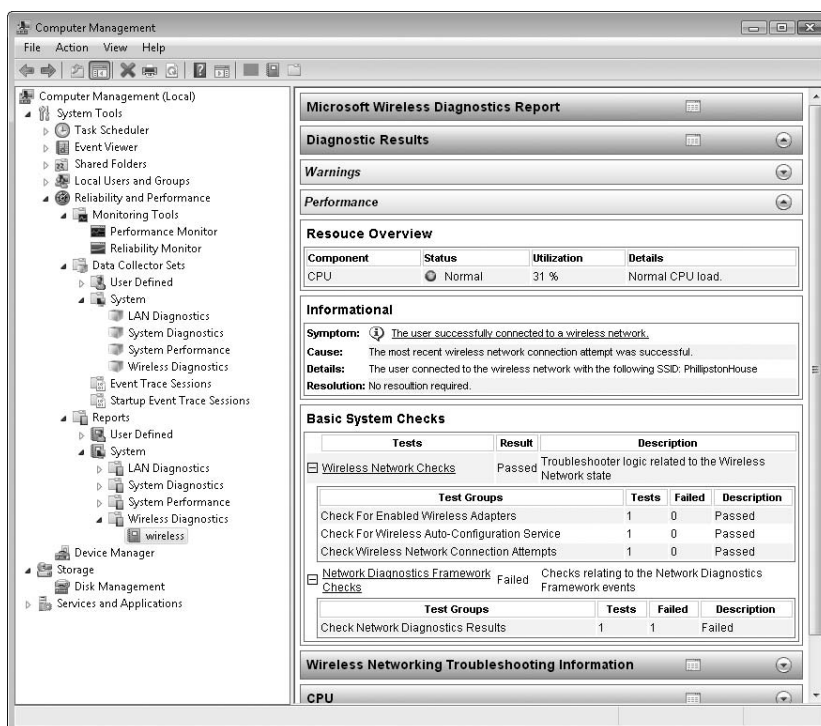 Computer Management
File Action View Help
Computer Management (Local)
System Tools
Task Scheduler
Event Viewer
Shared Folders
Local Users and Groups
Reliability and Performance
Monitoring Tools
Performance Monitor
Reliability Monitor
Data Collector Sets
User Defined
System
LAN Diagnostics
System Diagnostics
System Performance
Wireless Diagnostics
Event Trace Sessions
Startup Event Trace Sessions
Reports
User Defined
System
LAN Diagnostics
System Diagnostics
System Performance
Wireless Diagnostics
wireless
Device Manager
Storage
Disk Management
Services and Applications
Microsoft Wireless Diagnostics Report
Diagnostic Results
Warnings
Performance
Resouce Overview
Component Status Utilization Details
CPU Normal 31 % Normal CPU load.
Informational
Symptom: The user successfully connected to a wireless network.
Cause: The most recent wireless network connection attempt was successful.
Details: The user connected to the wireless network with the following SSID: PhillipstonHouse
Resolution: No resoultion required.
Basic System Checks
Tests Result Description
Wireless Network Checks Passed Troubleshooter logic related to the Wireless
Network state
Test Groups Tests Failed Description
Check For Enabled Wireless Adapters 1 0 Passed
Check For Wireless Auto-Configuration Service 1 0 Passed
Check Wireless Network Connection Attempts 1 0 Passed
Network Diagnostics Framework Failed Checks relating to the Network Diagnostics
Checks Framework events
Test Groups Tests Failed Description
Check Network Diagnostics Results 1 1 Failed
Wireless Networking Troubleshooting Information
CPU